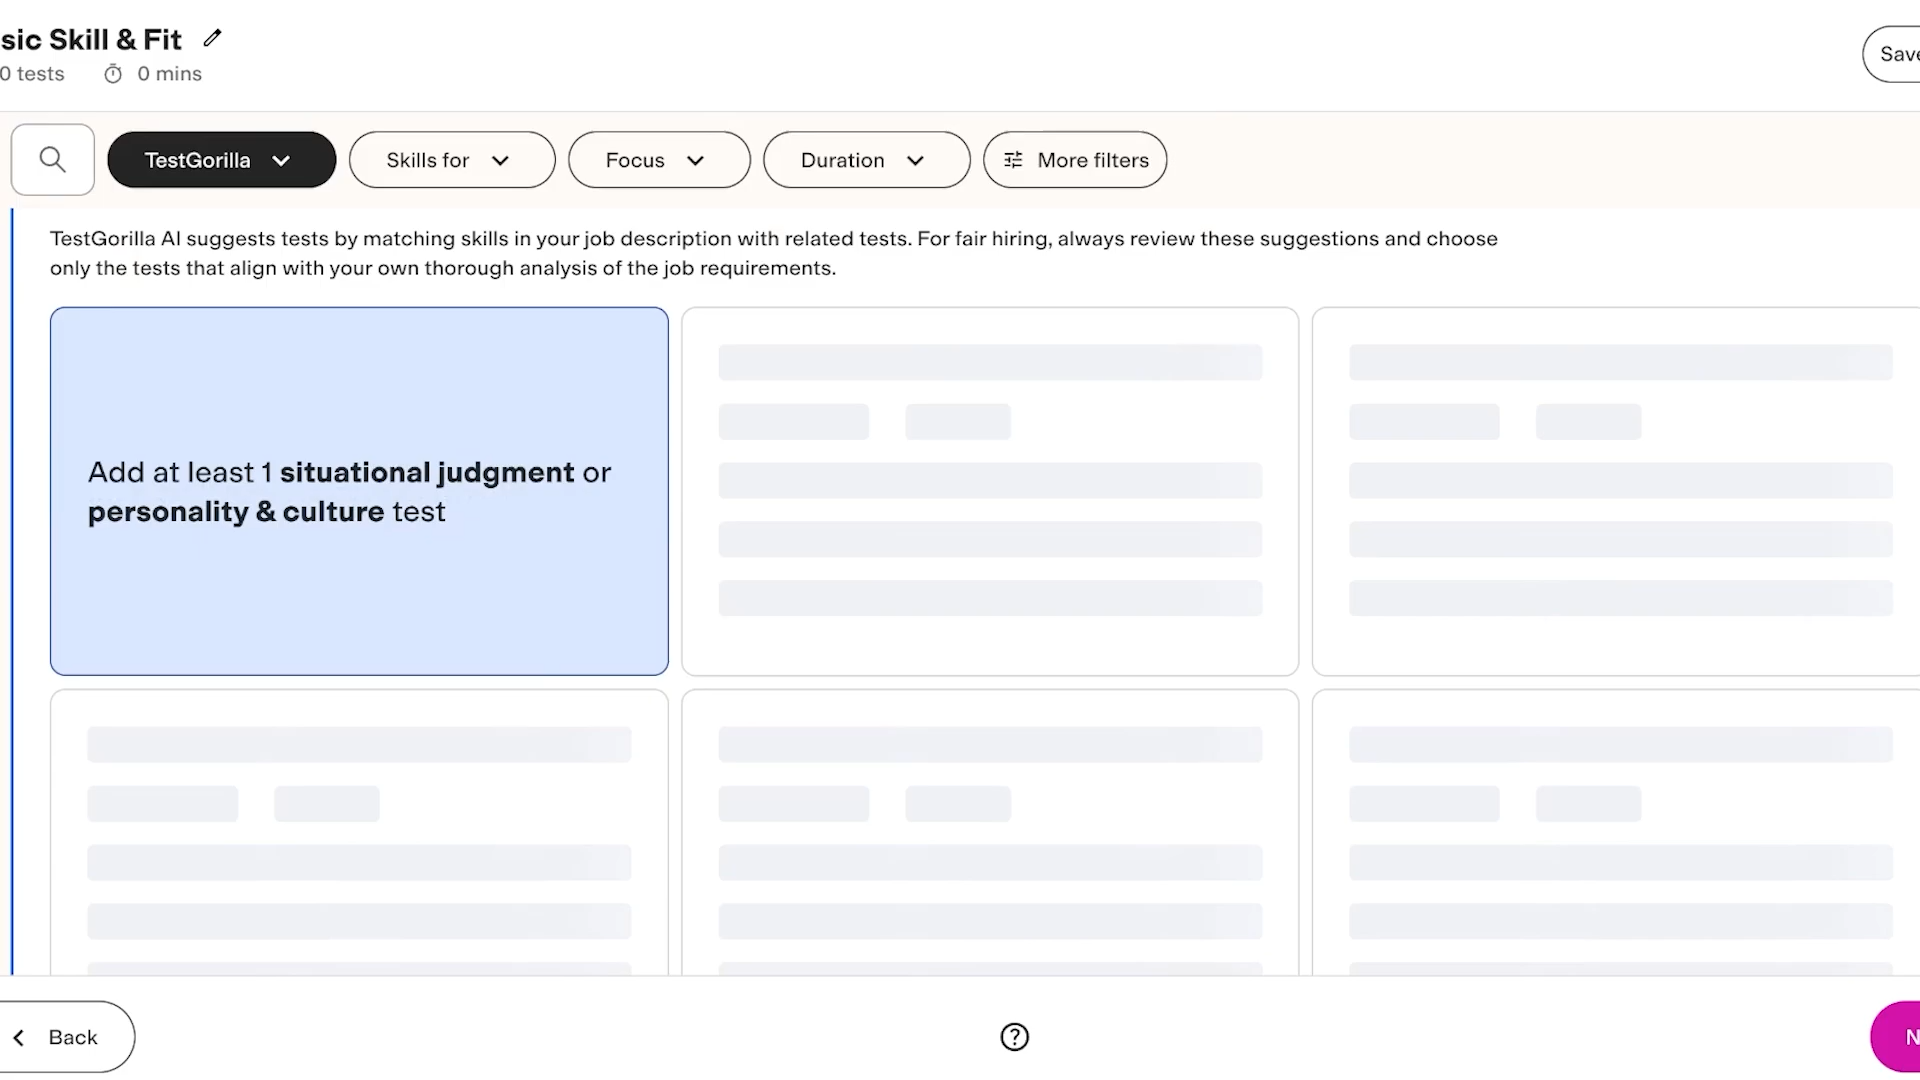 sic Skill & Fit
0 tests 0 mins
Save
TestGorilla Skills for Focus Duration More filters
TestGorilla AI suggests tests by matching skills in your job description with related tests. For fair hiring, always review these suggestions and choose
only the tests that align with your own thorough analysis of the job requirements.
Add at least 1 situational judgment or
personality & culture test
Back
N